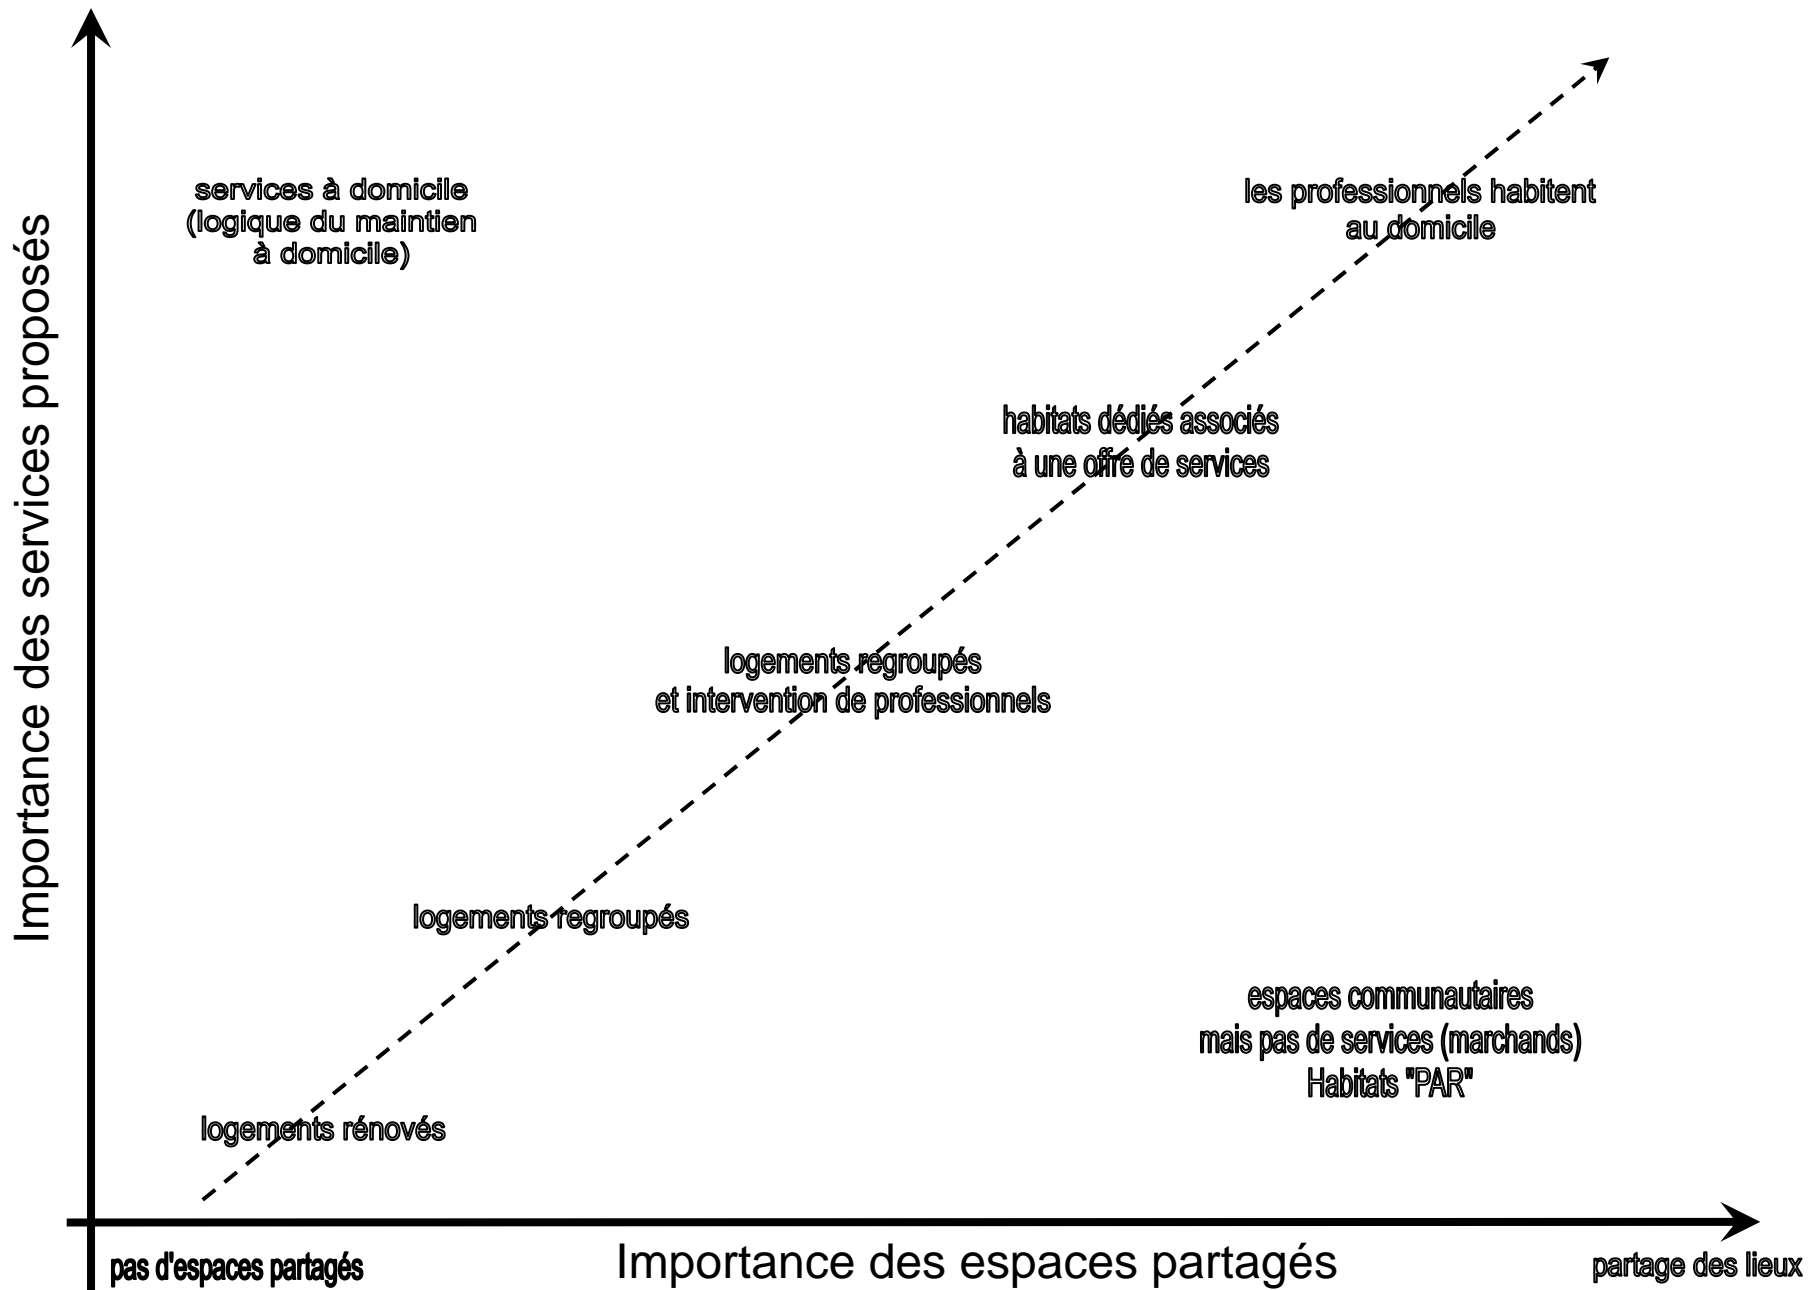 Importance des services proposés
services à domicile
(logique du maintien
à domicile)
les professionnels habitent
au domicile
habitats dédiés associés
à une offre de services
logements regroupés
et intervention de professionnels
logements regroupés
espaces communautaires
mais pas de services (marchands)
Habitats "PAR"
logements rénovés
pas d'espaces partagés
Importance des espaces partagés
partage des lieux